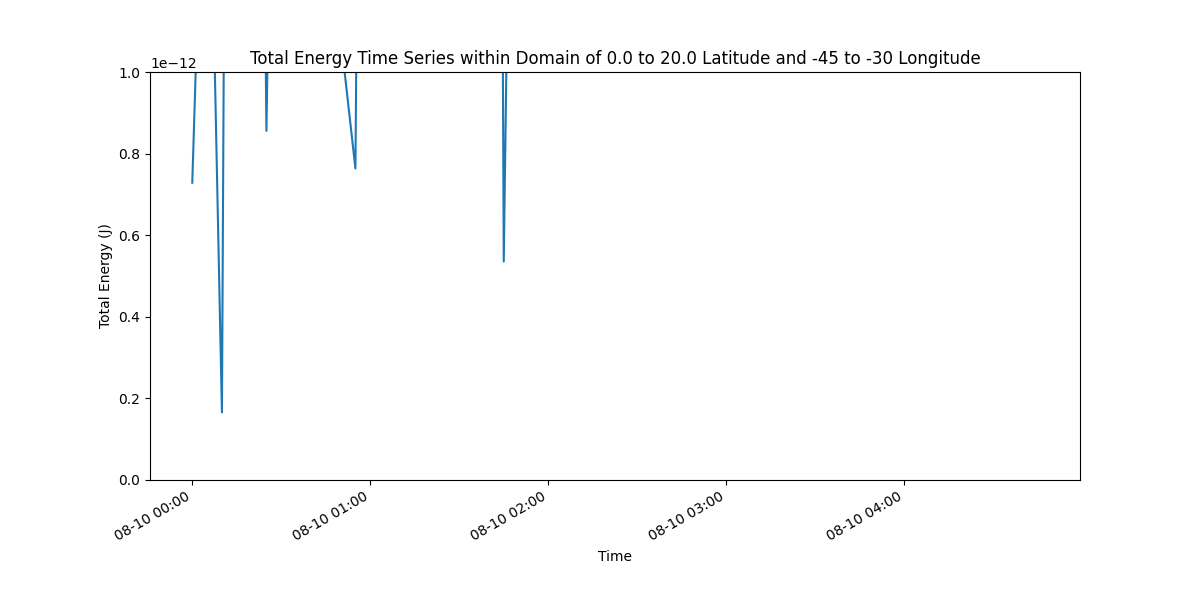 Total Energy Time Series within Domain of 0.0 to 20.0 Latitude and -45 to -30 Longitude
1e−12
1.0
0.8
0.6
0.4
0.2
0.0
Total Energy (J)
08-10 00:00
08-10 01:00
08-10 02:00
08-10 03:00
08-10 04:00
Time